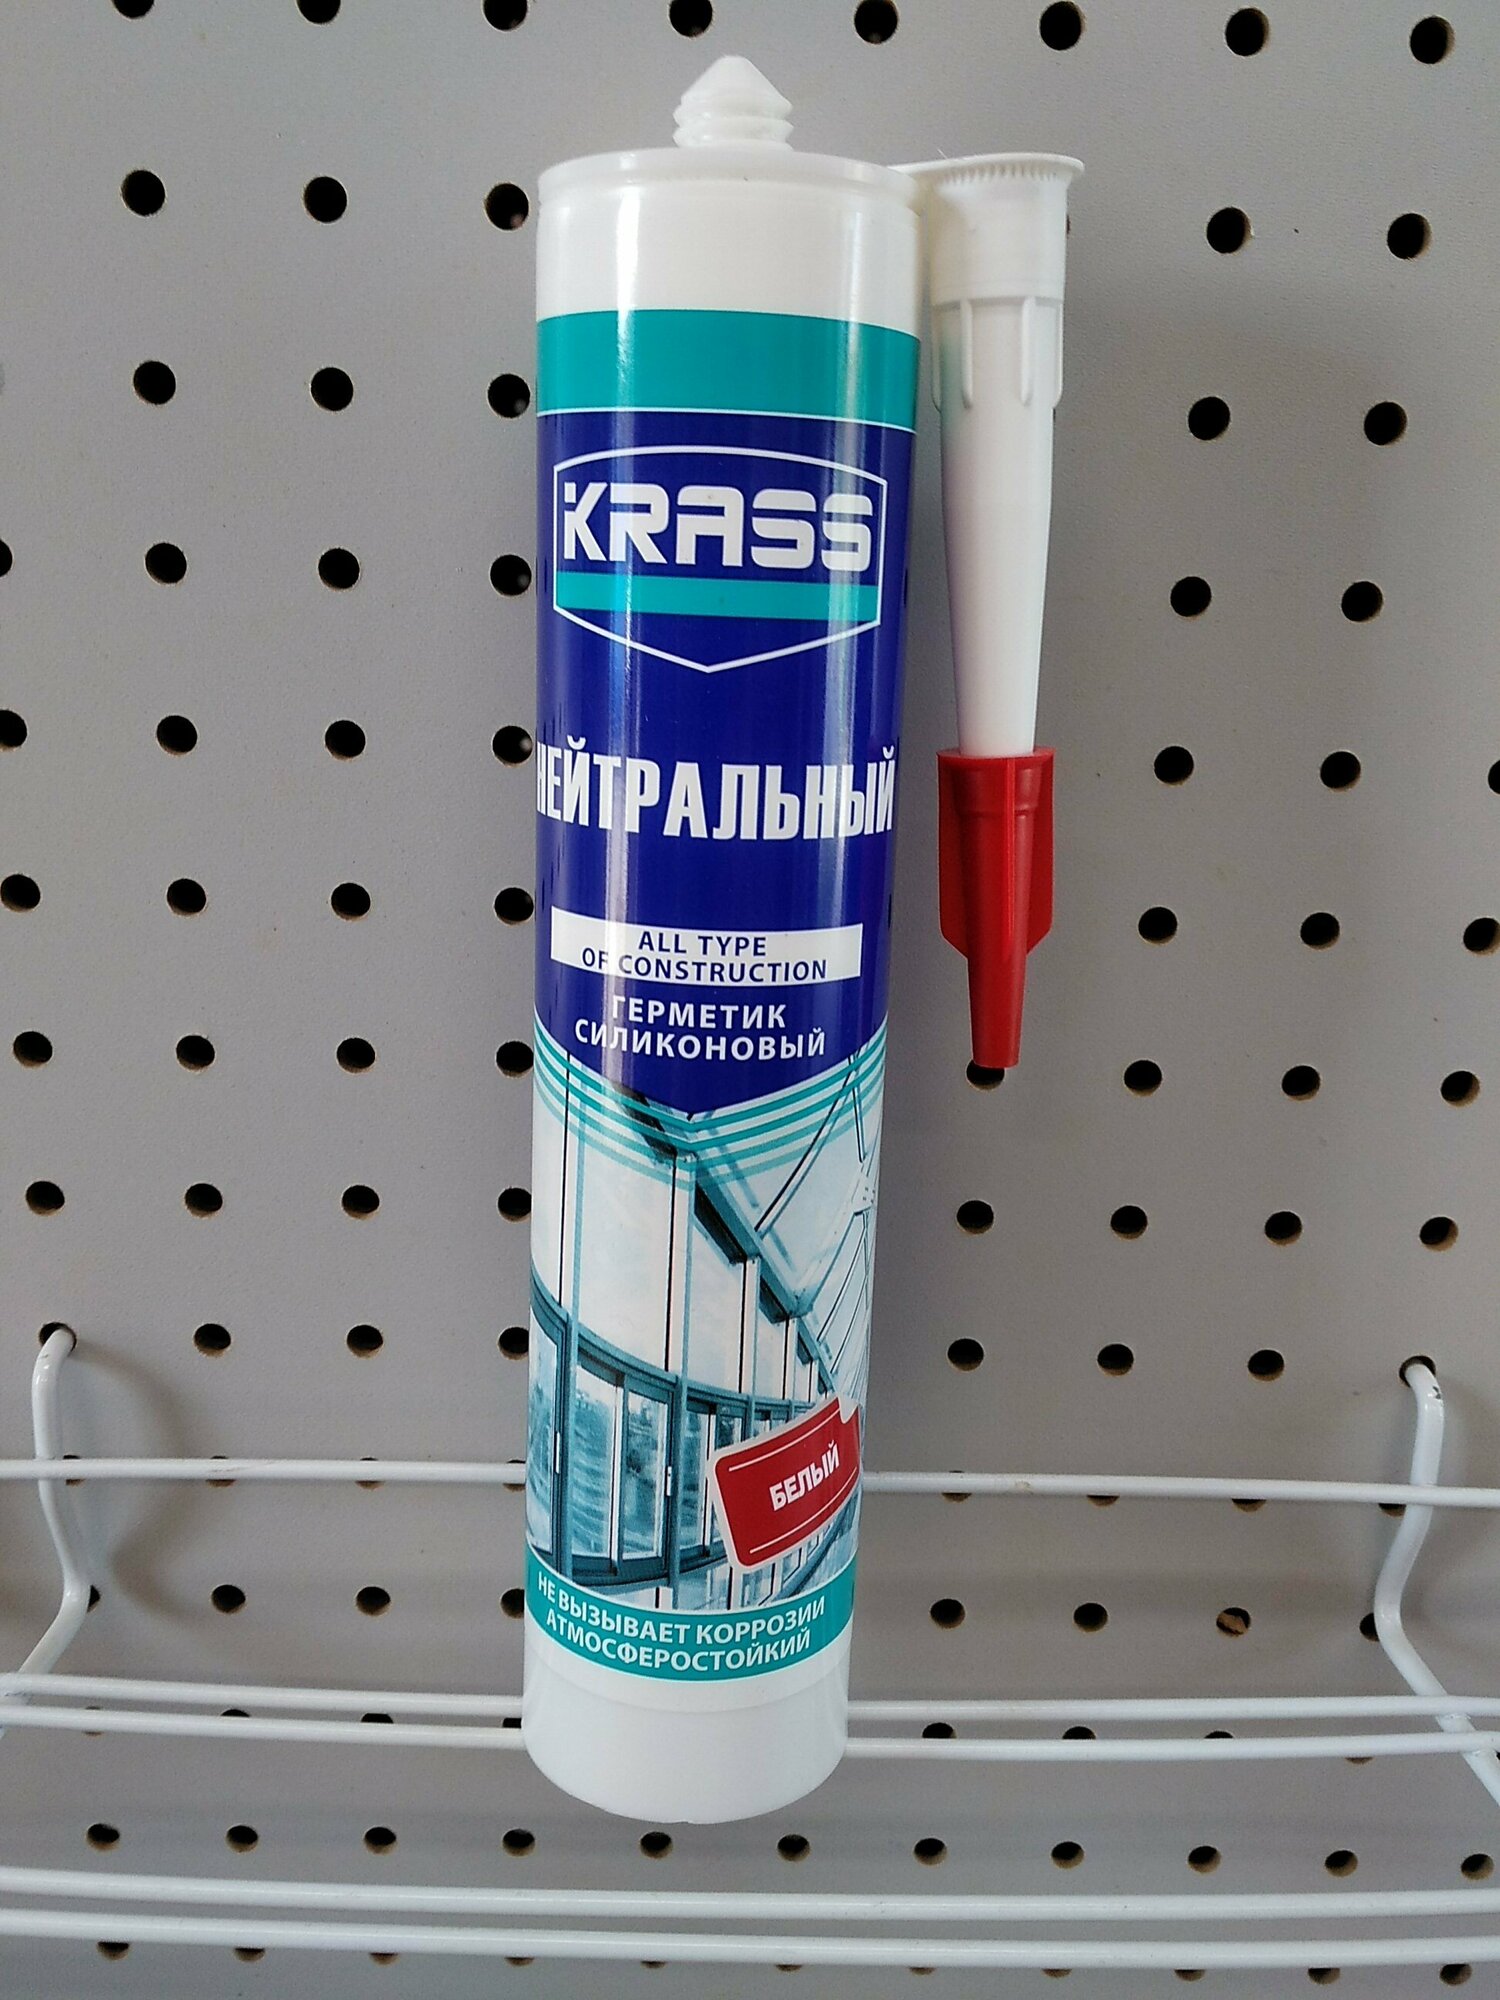 KRASS
НЕЙТРАЛЬНЫЙ
ALL TYPE
OF CONSTRUCTION
ГЕРМЕТИК
СИЛИКОНОВЫЙ
БЕЛЫЙ
НЕ ВЫЗЫВАЕТ КОРРОЗИИ
АТМОСФЕРОСТОЙКИЙ